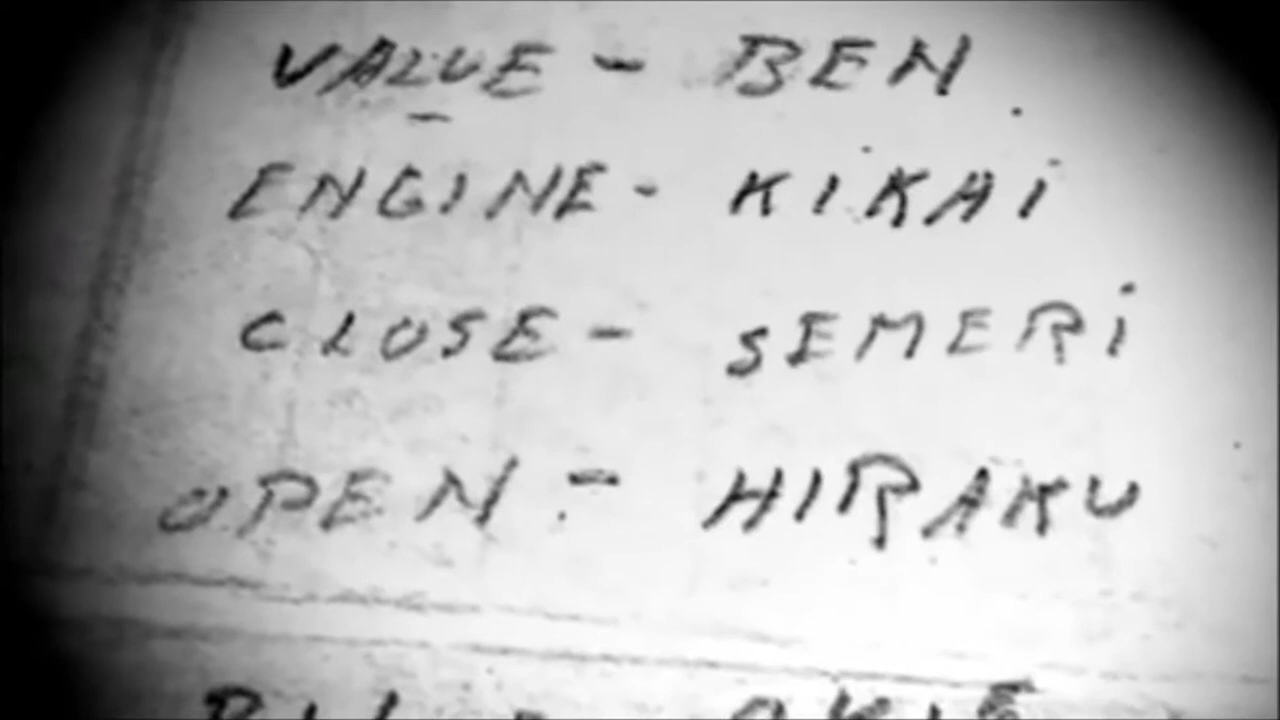 VALUE - BEN
ENGINE - KIKAI
CLOSE - SEMERI
OPEN - HIRAKU